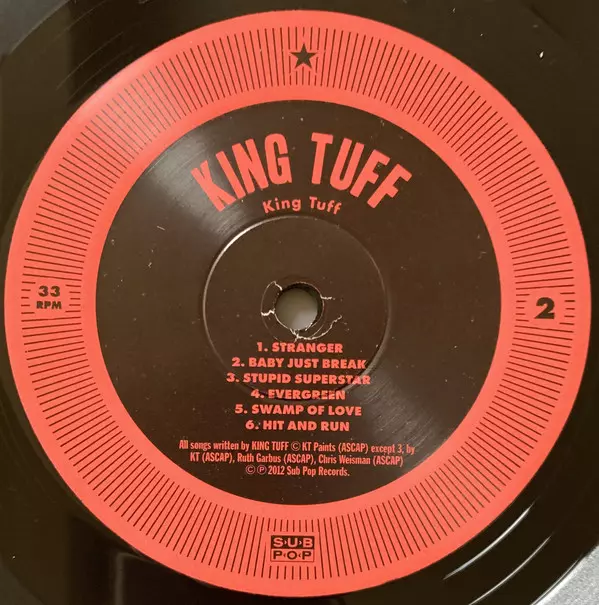 KING TUFF
King Tuff
33
RPM
2
1. STRANGER
2. BABY JUST BREAK
3. STUPID SUPERSTAR
4. EVERGREEN
5. SWAMP OF LOVE
6. HIT AND RUN
All songs written by KING TUFF © KT Paints (ASCAP) except 3, by
KT (ASCAP), Ruth Garbus (ASCAP), Chris Weisman (ASCAP)
©℗ 2012 Sub Pop Records.
SUB
POP